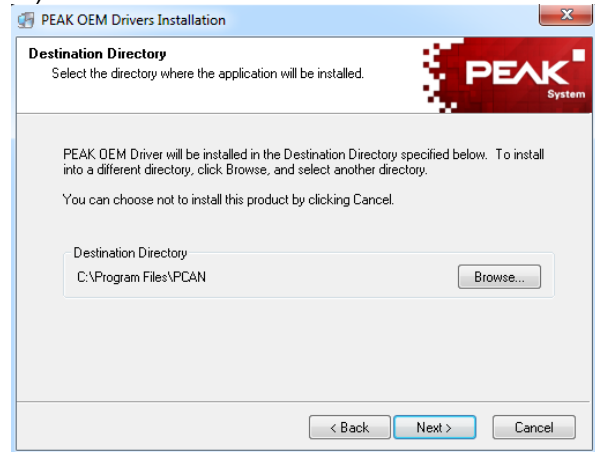 PEAK OEM Drivers Installation
Destination Directory
Select the directory where the application will be installed.
PEAK
System
PEAK OEM Driver will be installed in the Destination Directory specified below. To install
into a different directory, click Browse, and select another directory.
You can choose not to install this product by clicking Cancel.
Destination Directory
C:\Program Files\PCAN
Browse...
< Back
Next >
Cancel